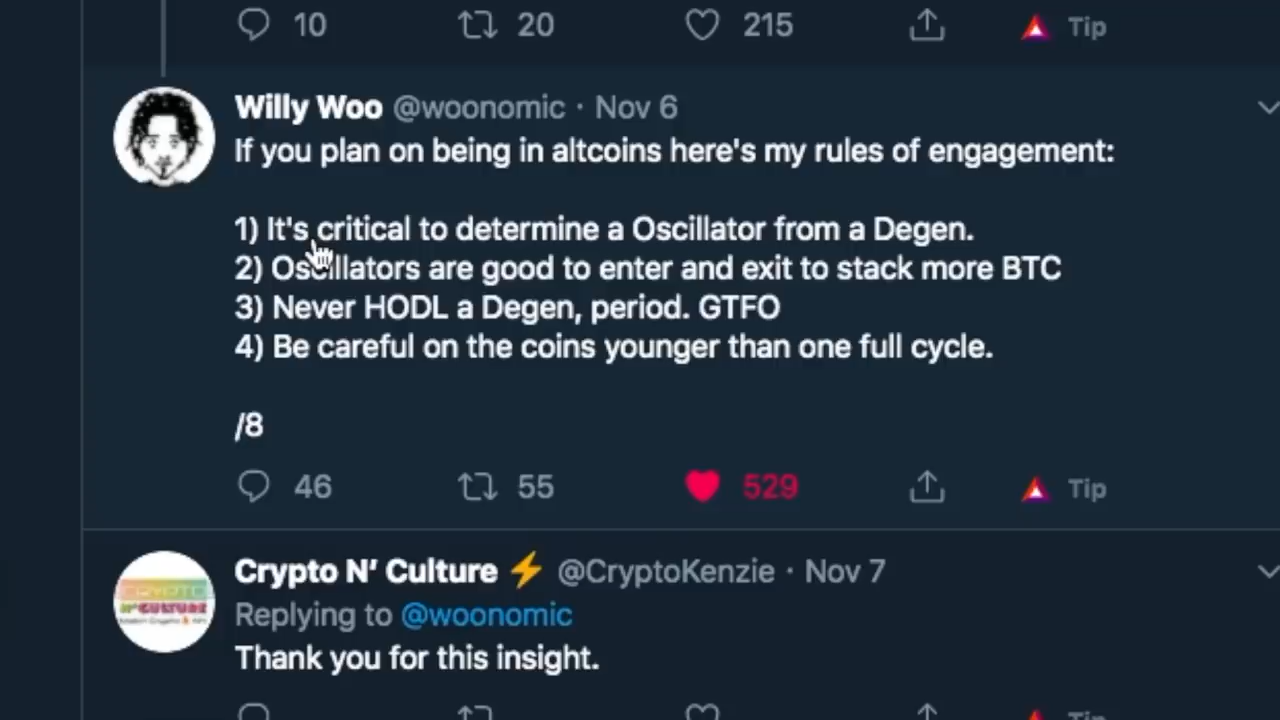 10 20 215 Tip
Willy Woo @woonomic · Nov 6
If you plan on being in altcoins here's my rules of engagement:
1) It's critical to determine a Oscillator from a Degen.
2) Oscillators are good to enter and exit to stack more BTC
3) Never HODL a Degen, period. GTFO
4) Be careful on the coins younger than one full cycle.
/8
46 55 529 Tip
Crypto N' Culture ⚡ @CryptoKenzie · Nov 7
Replying to @woonomic
Thank you for this insight.
Tip